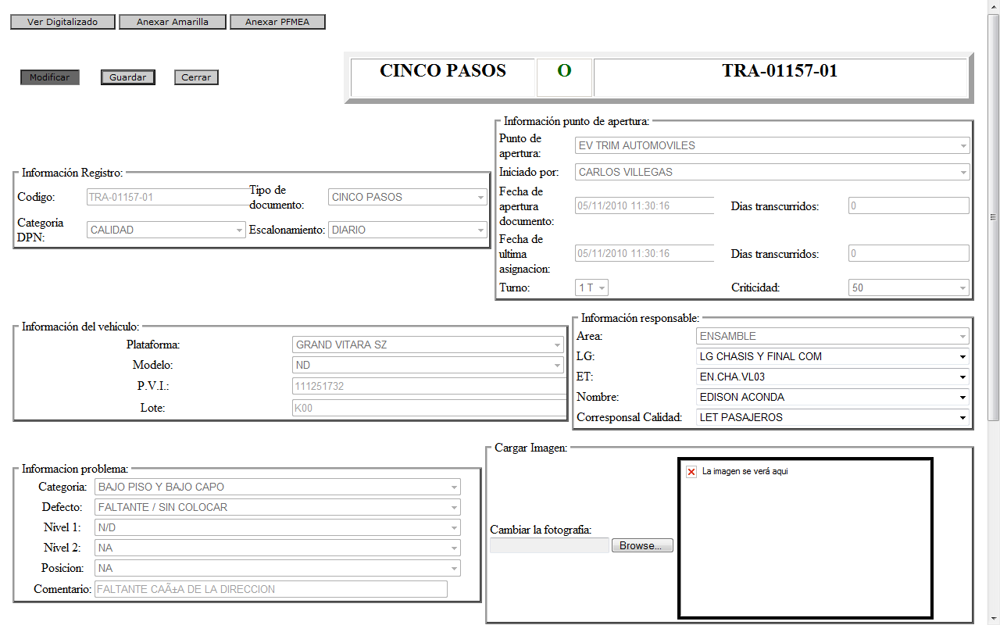 Ver Digitalizado Anexar Amarilla Anexar PFMEA
Modificar Guardar Cerrar
CINCO PASOS O TRA-01157-01
Información Registro:
Codigo: TRA-01157-01 Tipo de documento: CINCO PASOS
Categoria DPN: CALIDAD Escalonamiento: DIARIO
Información punto de apertura:
Punto de apertura: EV TRIM AUTOMOVILES
Iniciado por: CARLOS VILLEGAS
Fecha de apertura documento: 05/11/2010 11:30:16 Dias transcurridos: 0
Fecha de ultima asignacion: 05/11/2010 11:30:16 Dias transcurridos: 0
Turno: 1 T Criticidad: 50
Información del vehiculo:
Plataforma: GRAND VITARA SZ
Modelo: ND
P.V.I.: 111251732
Lote: K00
Información responsable:
Area: ENSAMBLE
LG: LG CHASIS Y FINAL COM
ET: EN.CHA.VL03
Nombre: EDISON ACONDA
Corresponsal Calidad: LET PASAJEROS
Informacion problema:
Categoria: BAJO PISO Y BAJO CAPO
Defecto: FALTANTE / SIN COLOCAR
Nivel 1: N/D
Nivel 2: NA
Posicion: NA
Comentario: FALTANTE CAÃ±A DE LA DIRECCION
Cargar Imagen:
Cambiar la fotografia:
Browse...
La imagen se verá aqui